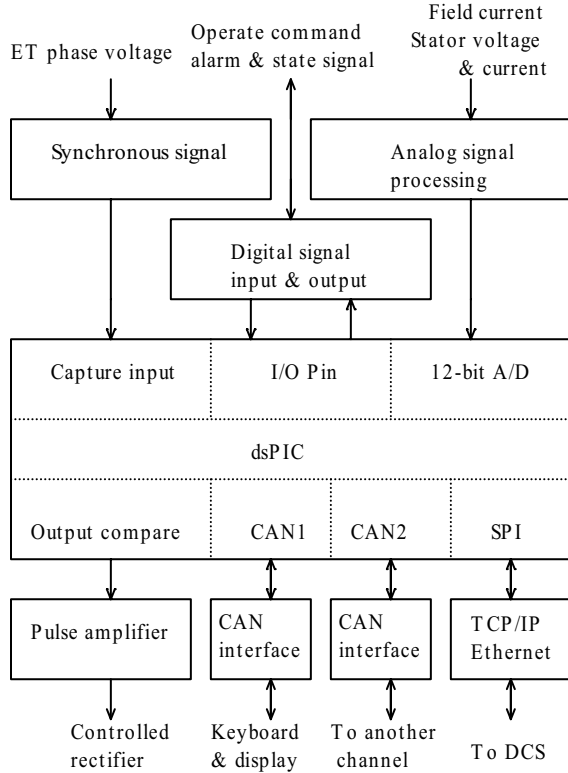 ET phase voltage
Operate command
alarm & state signal
Field current
Stator voltage
& current
Synchronous signal
Analog signal
processing
Digital signal
input & output
Capture input
I/O Pin
12-bit A/D
dsPIC
Output compare
CAN1
CAN2
SPI
Pulse amplifier
CAN
interface
CAN
interface
TCP/IP
Ethernet
Controlled
rectifier
Keyboard
& display
To another
channel
To DCS